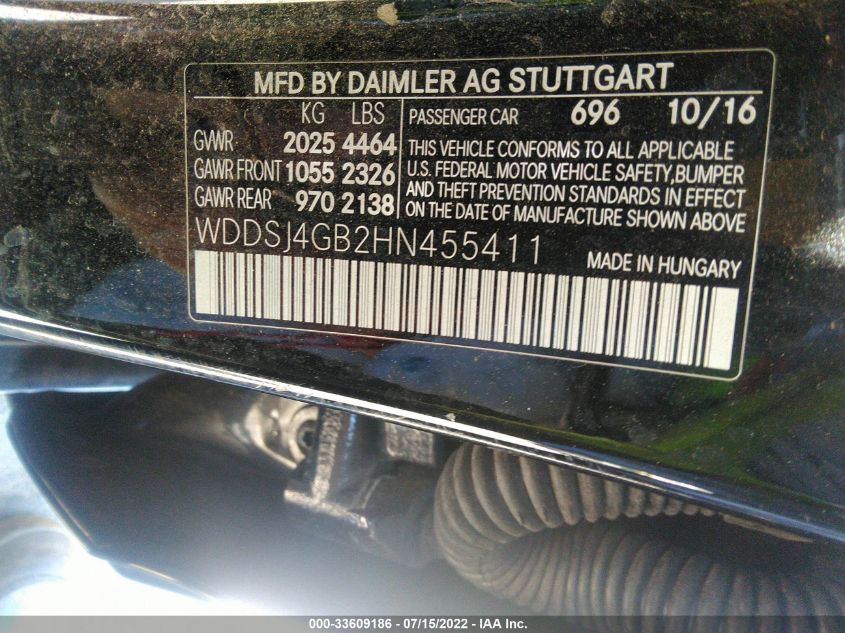 MFD BY DAIMLER AG STUTTGART
KG LBS
GVWR 2025 4464
GAWR FRONT 1055 2326
GAWR REAR 970 2138
PASSENGER CAR 696 10/16
THIS VEHICLE CONFORMS TO ALL APPLICABLE
U.S. FEDERAL MOTOR VEHICLE SAFETY, BUMPER
AND THEFT PREVENTION STANDARDS IN EFFECT
ON THE DATE OF MANUFACTURE SHOWN ABOVE
WDDSJ4GB2HN455411
MADE IN HUNGARY
000-33609186 - 07/15/2022 - IAA Inc.